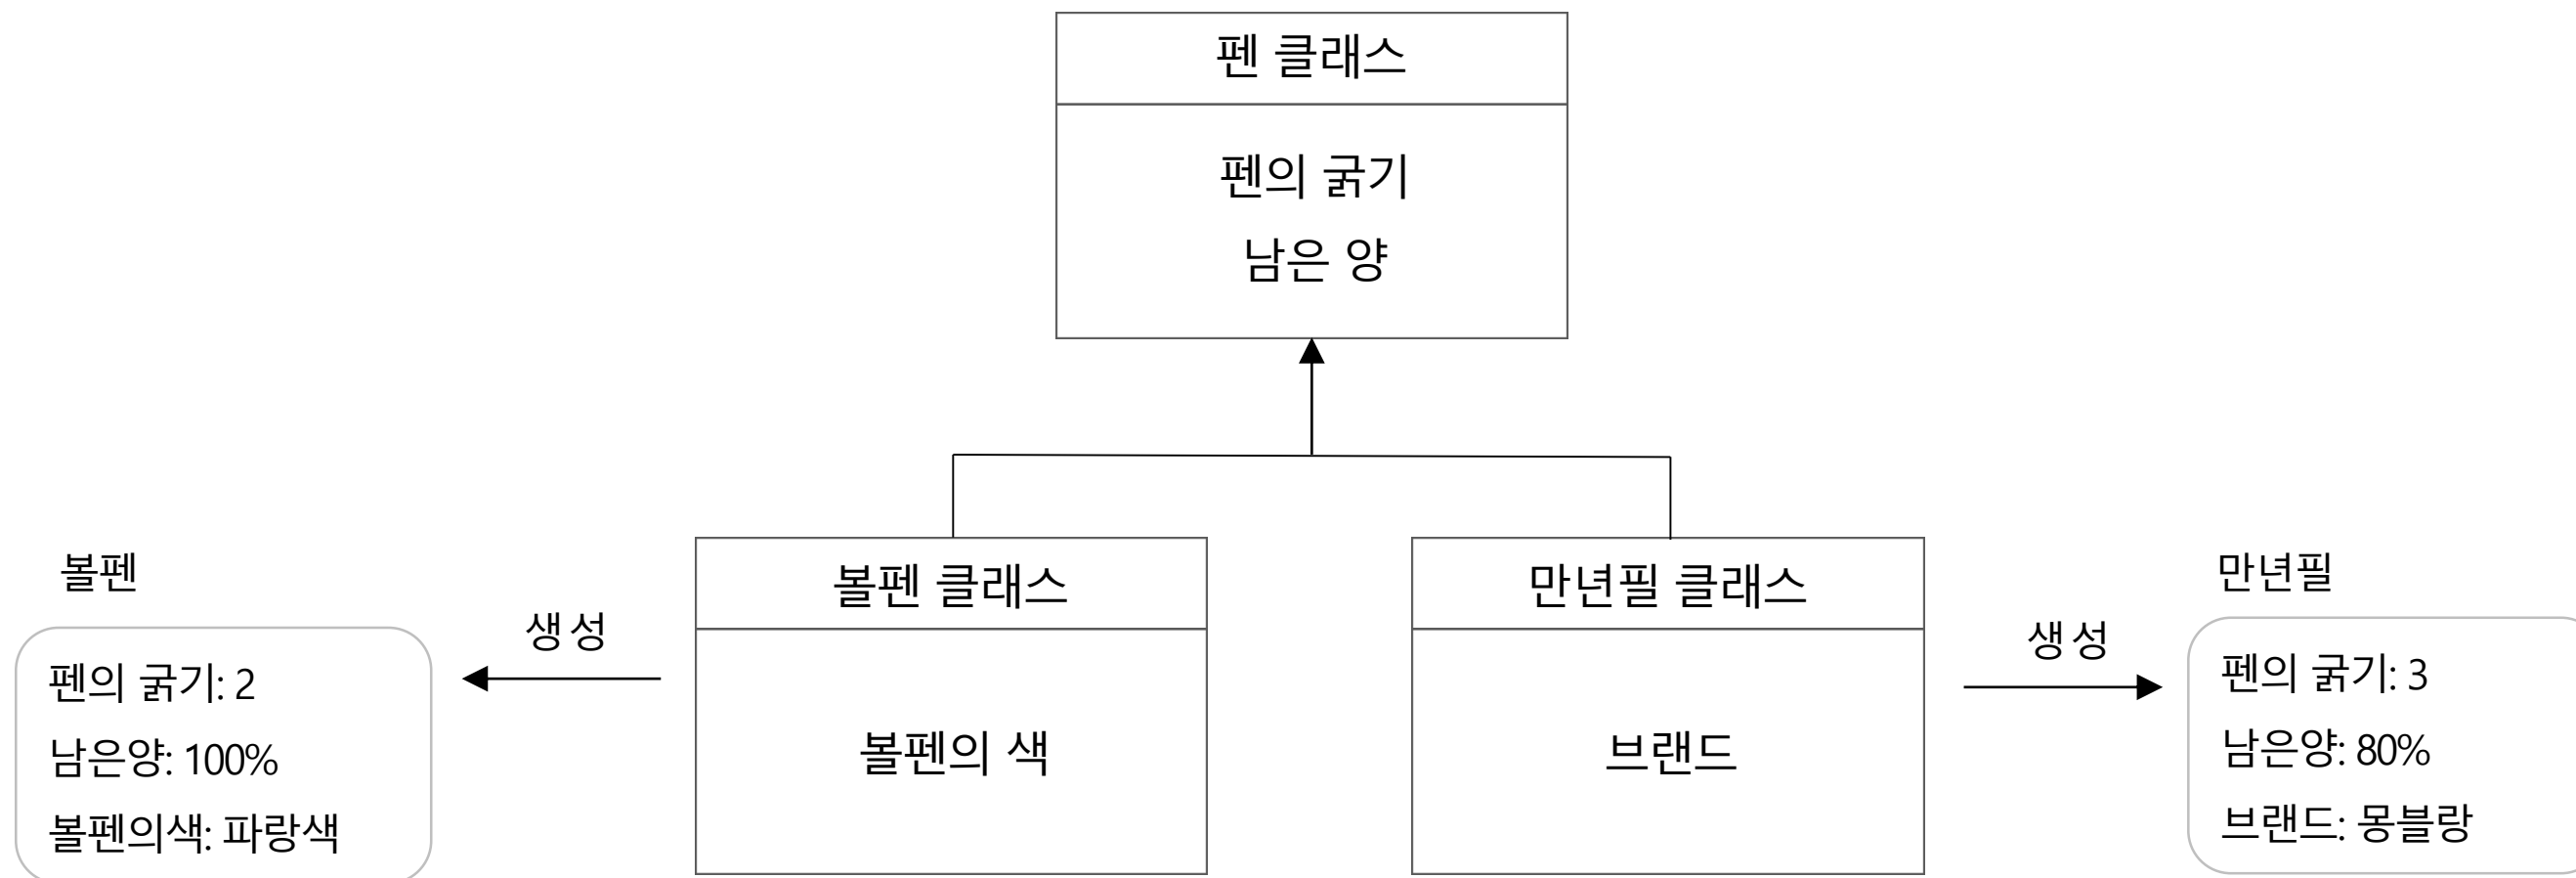 펜 클래스
펜의 굵기
남은 양
볼펜
생성
펜의 굵기: 2
남은양: 100%
볼펜의색: 파랑색
볼펜 클래스
볼펜의 색
만년필 클래스
브랜드
생성
만년필
펜의 굵기: 3
남은양: 80%
브랜드: 몽블랑